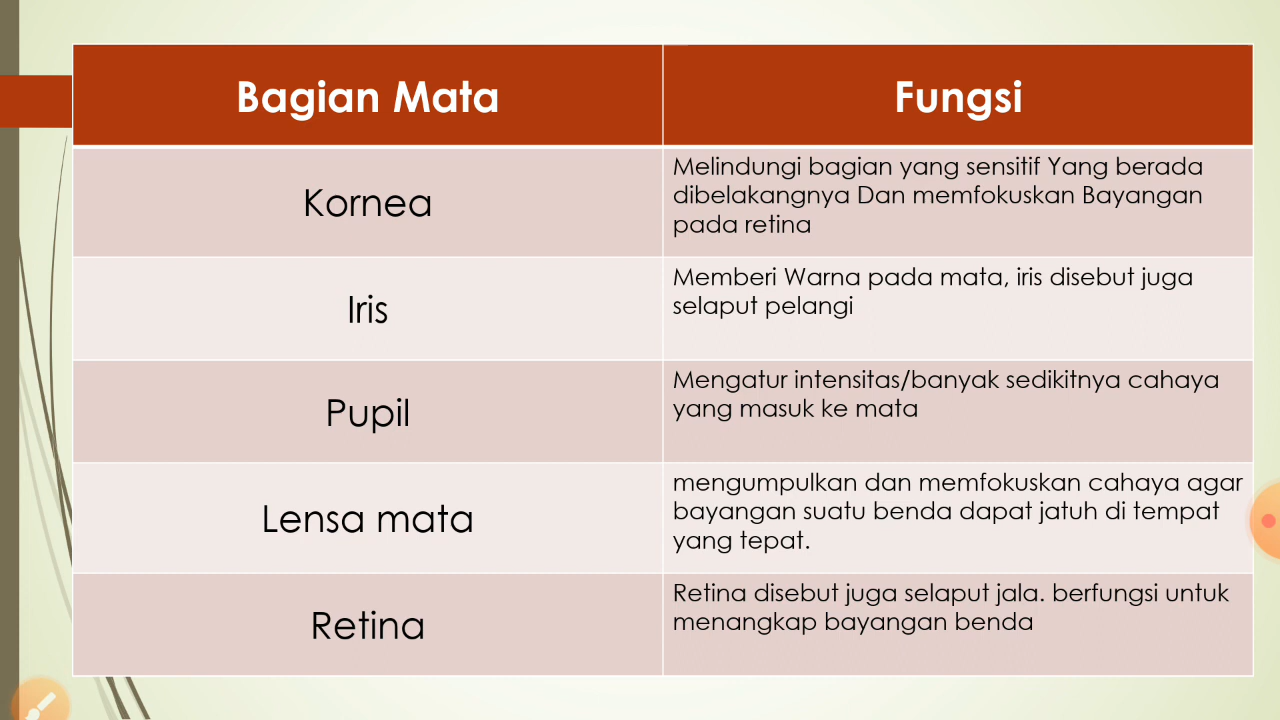 Bagian Mata
Fungsi
Kornea
Melindungi bagian yang sensitif Yang berada
dibelakangnya Dan memfokuskan Bayangan
pada retina
Iris
Memberi Warna pada mata, iris disebut juga
selaput pelangi
Pupil
Mengatur intensitas/banyak sedikitnya cahaya
yang masuk ke mata
Lensa mata
mengumpulkan dan memfokuskan cahaya agar
bayangan suatu benda dapat jatuh di tempat
yang tepat.
Retina
Retina disebut juga selaput jala. berfungsi untuk
menangkap bayangan benda